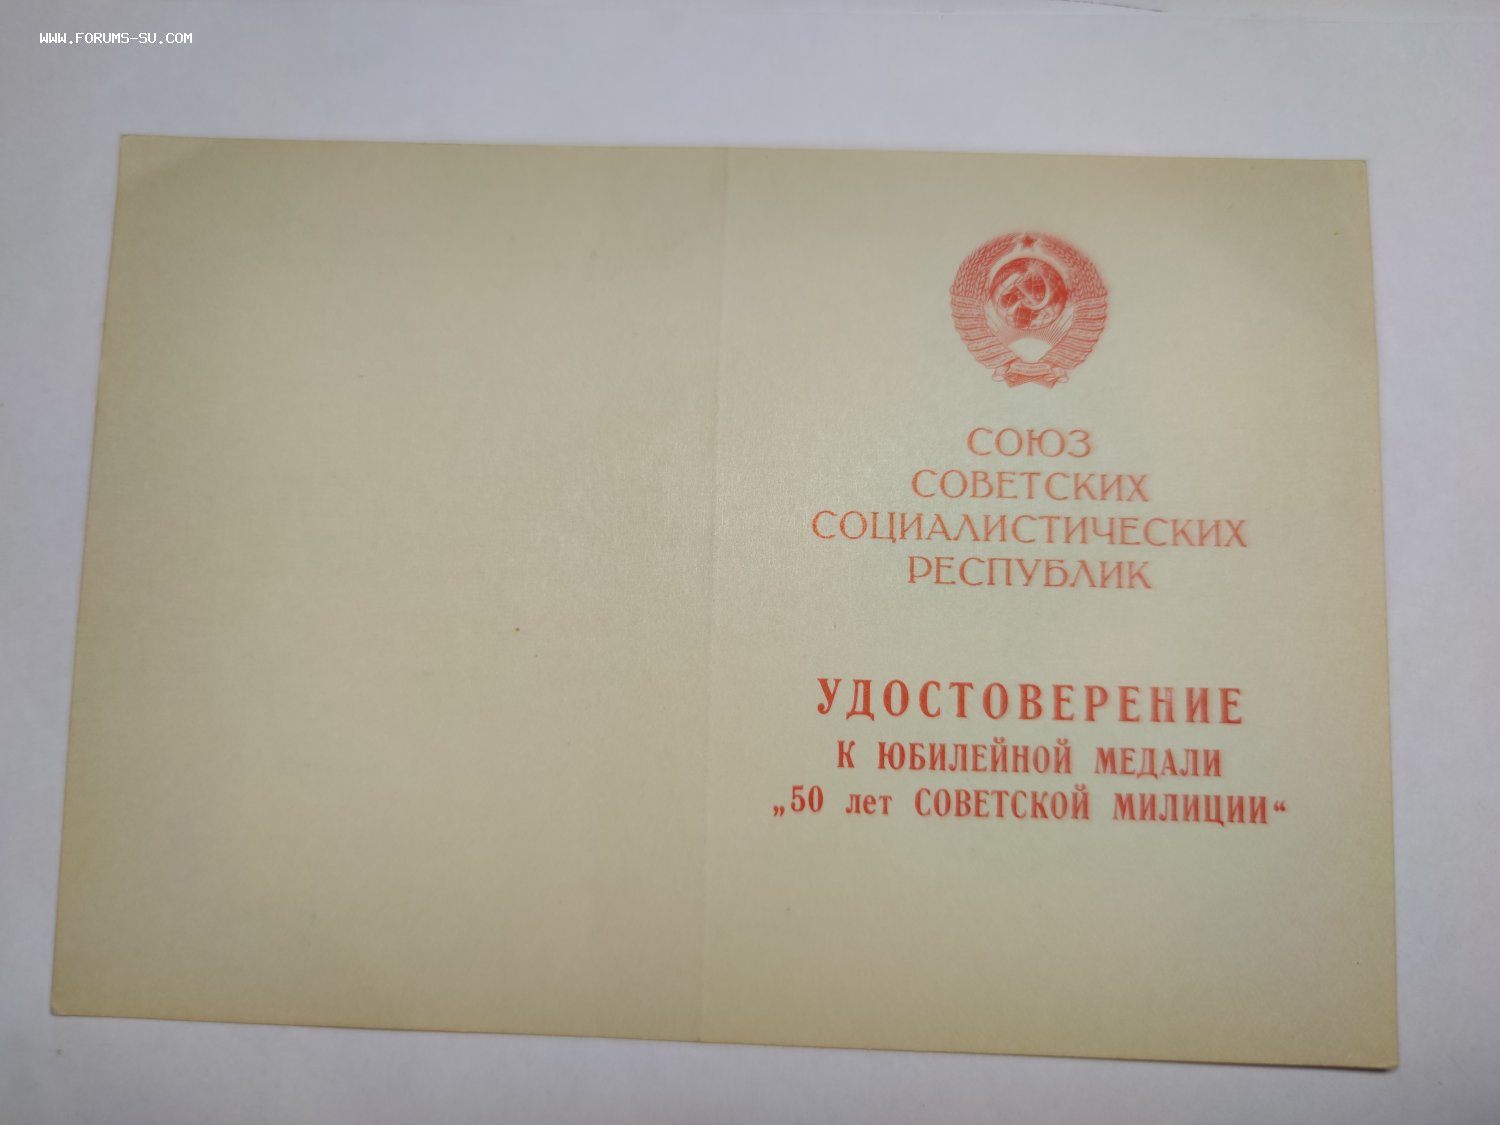 WWW.FORUMS-SU.COM
СОЮЗ
СОВЕТСКИХ
СОЦИАЛИСТИЧЕСКИХ
РЕСПУБЛИК
УДОСТОВЕРЕНИЕ
К ЮБИЛЕЙНОЙ МЕДАЛИ
„50 лет СОВЕТСКОЙ МИЛИЦИИ“